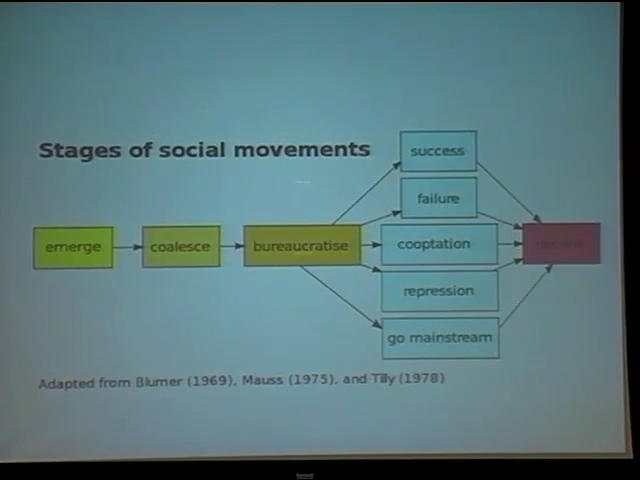 Stages of social movements
success
failure
emerge
coalesce
bureaucratise
cooptation
repression
go mainstream
Adapted from Blumer (1969), Mauss (1975), and Tilly (1978)